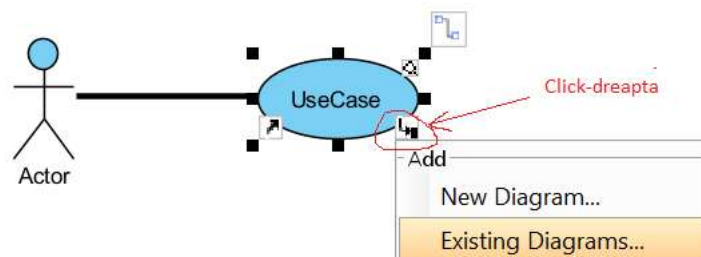 UseCase
Click-dreapta
Actor
Add
New Diagram...
Existing Diagrams...